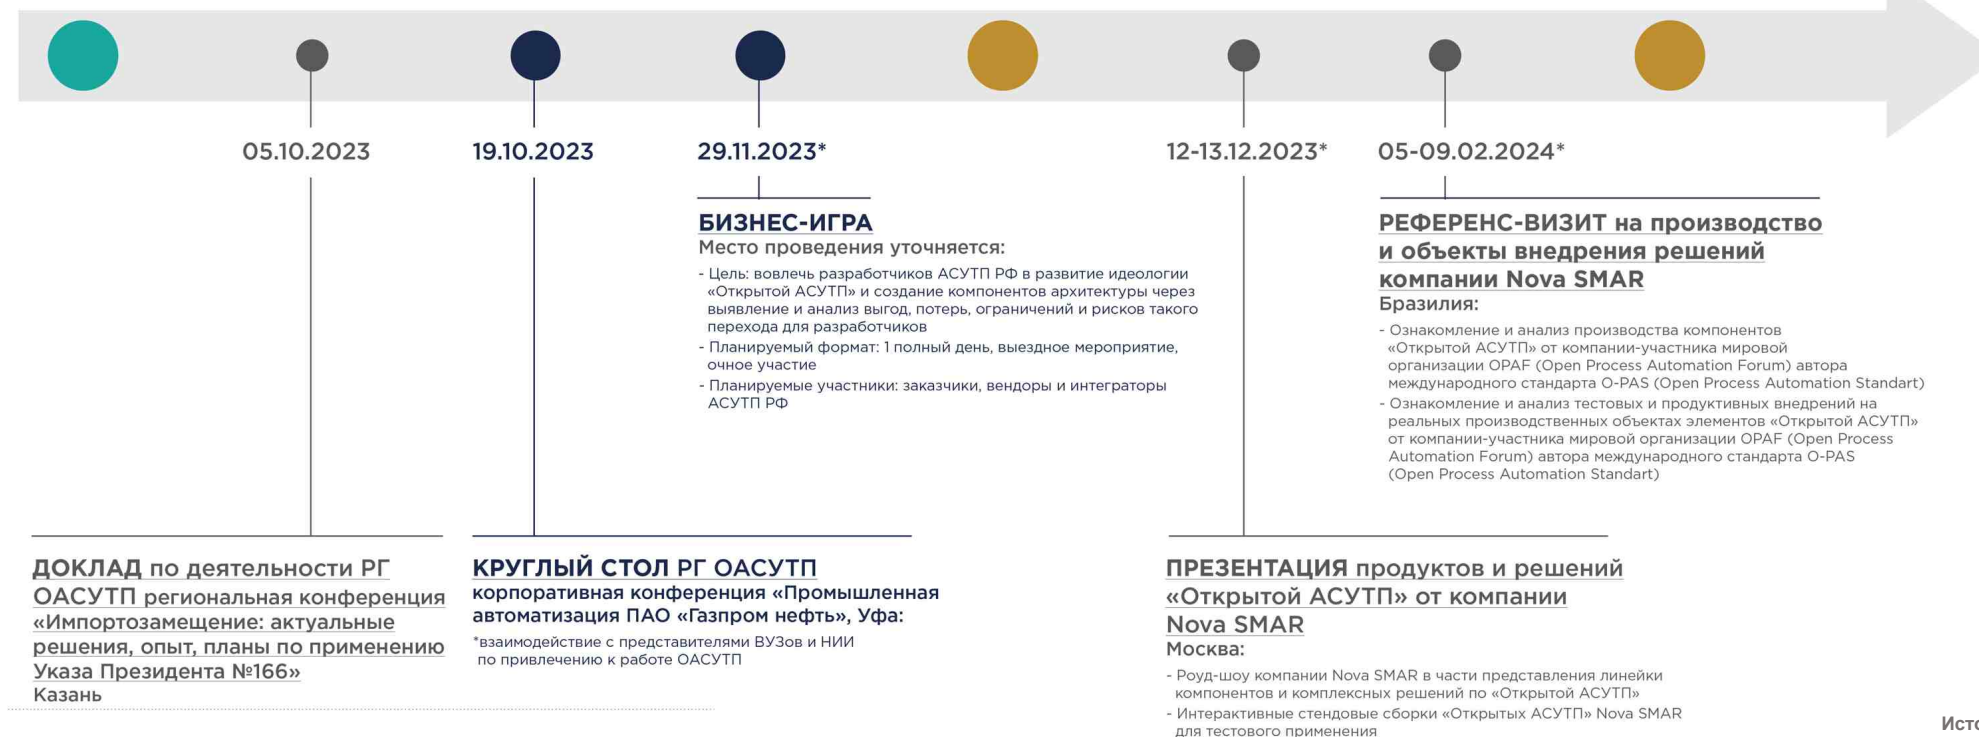 05.10.2023
19.10.2023
29.11.2023*
12-13.12.2023*
05-09.02.2024*
БИЗНЕС-ИГРА
Место проведения уточняется:
- Цель: вовлечь разработчиков АСУТП РФ в развитие идеологии
«Открытой АСУТП» и создание компонентов архитектуры через
выявление и анализ выгод, потерь, ограничений и рисков такого
перехода для разработчиков
- Планируемый формат: 1 полный день, выездное мероприятие,
очное участие
- Планируемые участники: заказчики, вендоры и интеграторы
АСУТП РФ
РЕФЕРЕНС-ВИЗИТ на производство
и объекты внедрения решений
компании Nova SMAR
Бразилия:
- Ознакомление и анализ производства компонентов
«Открытой АСУТП» от компании-участника мировой
организации OPAF (Open Process Automation Forum) автора
международного стандарта O-PAS (Open Process Automation Standart)
- Ознакомление и анализ тестовых и продуктивных внедрений на
реальных производственных объектах элементов «Открытой АСУТП»
от компании-участника мировой организации OPAF (Open Process
Automation Forum) автора международного стандарта O-PAS
(Open Process Automation Standart)
ДОКЛАД по деятельности РГ
ОАСУТП региональная конференция
«Импортозамещение: актуальные
решения, опыт, планы по применению
Указа Президента №166»
Казань
КРУГЛЫЙ СТОЛ РГ ОАСУТП
корпоративная конференция «Промышленная
автоматизация ПАО «Газпром нефть», Уфа:
*взаимодействие с представителями ВУЗов и НИИ
по привлечению к работе ОАСУТП
ПРЕЗЕНТАЦИЯ продуктов и решений
«Открытой АСУТП» от компании
Nova SMAR
Москва:
- Роуд-шоу компании Nova SMAR в части представления линейки
компонентов и комплексных решений по «Открытой АСУТП»
- Интерактивные стендовые сборки «Открытых АСУТП» Nova SMAR
для тестового применения